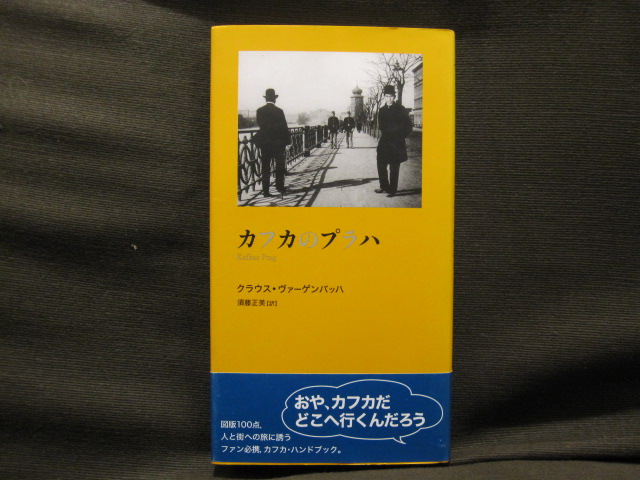 カフカのプラハ
Kafkas Prag
クラウス・ヴァーゲンバッハ
須藤正美[訳]
おや、カフカだ
どこへ行くんだろう
図版100点。
人と街への旅に誘う
ファン必携、カフカ・ハンドブック。